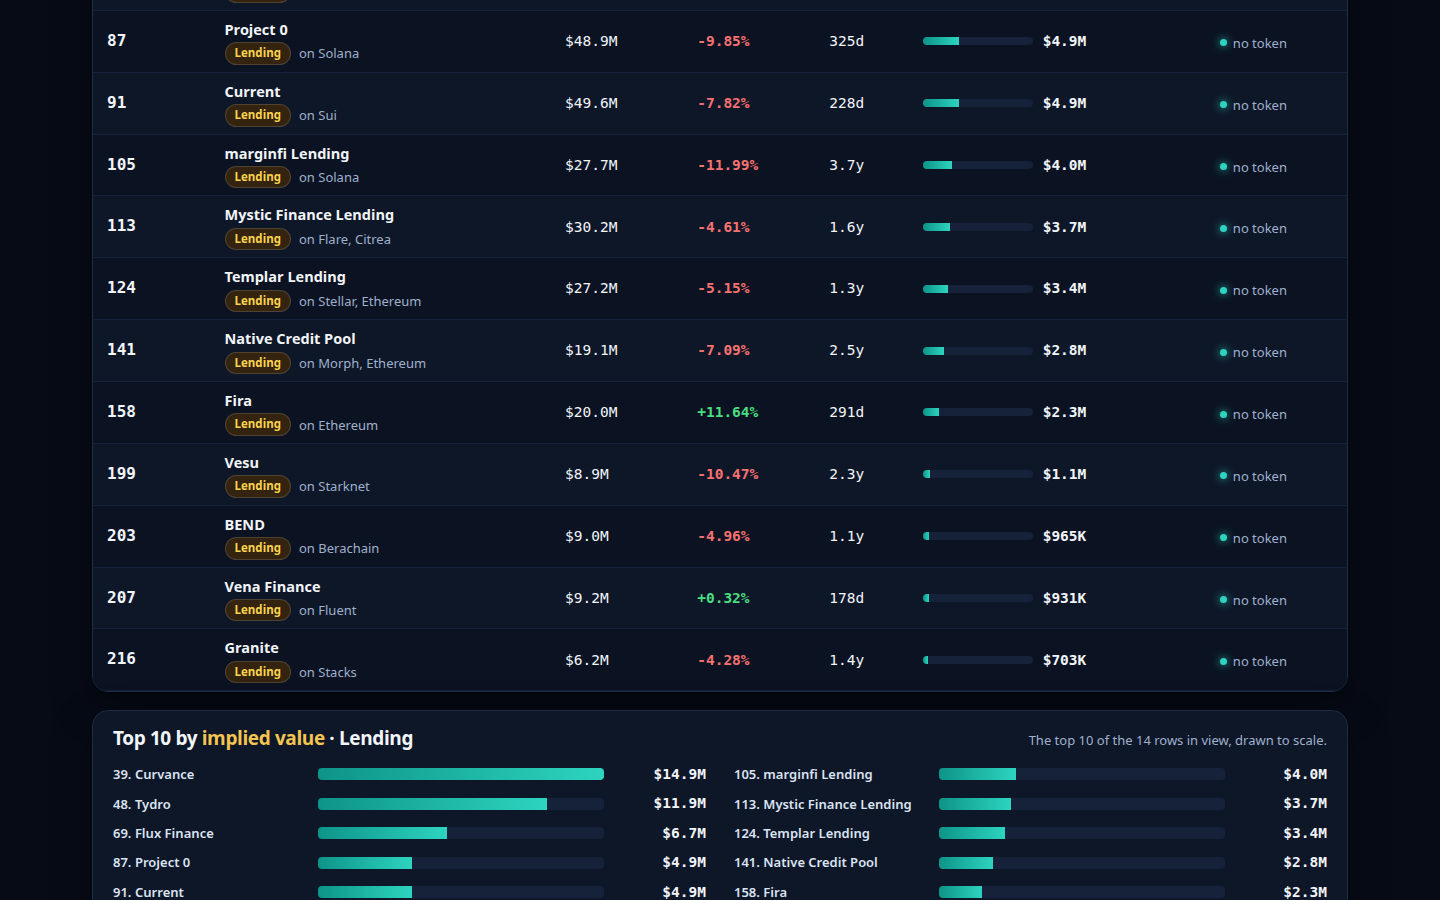 87 Project 0 $48.9M -9.85% 325d $4.9M no token
Lending on Solana
91 Current $49.6M -7.82% 228d $4.9M no token
Lending on Sui
105 marginfi Lending $27.7M -11.99% 3.7y $4.0M no token
Lending on Solana
113 Mystic Finance Lending $30.2M -4.61% 1.6y $3.7M no token
Lending on Flare, Citrea
124 Templar Lending $27.2M -5.15% 1.3y $3.4M no token
Lending on Stellar, Ethereum
141 Native Credit Pool $19.1M -7.09% 2.5y $2.8M no token
Lending on Morph, Ethereum
158 Fira $20.0M +11.64% 291d $2.3M no token
Lending on Ethereum
199 Vesu $8.9M -10.47% 2.3y $1.1M no token
Lending on Starknet
203 BEND $9.0M -4.96% 1.1y $965K no token
Lending on Berachain
207 Vena Finance $9.2M +0.32% 178d $931K no token
Lending on Fluent
216 Granite $6.2M -4.28% 1.4y $703K no token
Lending on Stacks
Top 10 by implied value · Lending
The top 10 of the 14 rows in view, drawn to scale.
39. Curvance $14.9M
48. Tydro $11.9M
69. Flux Finance $6.7M
87. Project 0 $4.9M
91. Current $4.9M
105. marginfi Lending $4.0M
113. Mystic Finance Lending $3.7M
124. Templar Lending $3.4M
141. Native Credit Pool $2.8M
158. Fira $2.3M